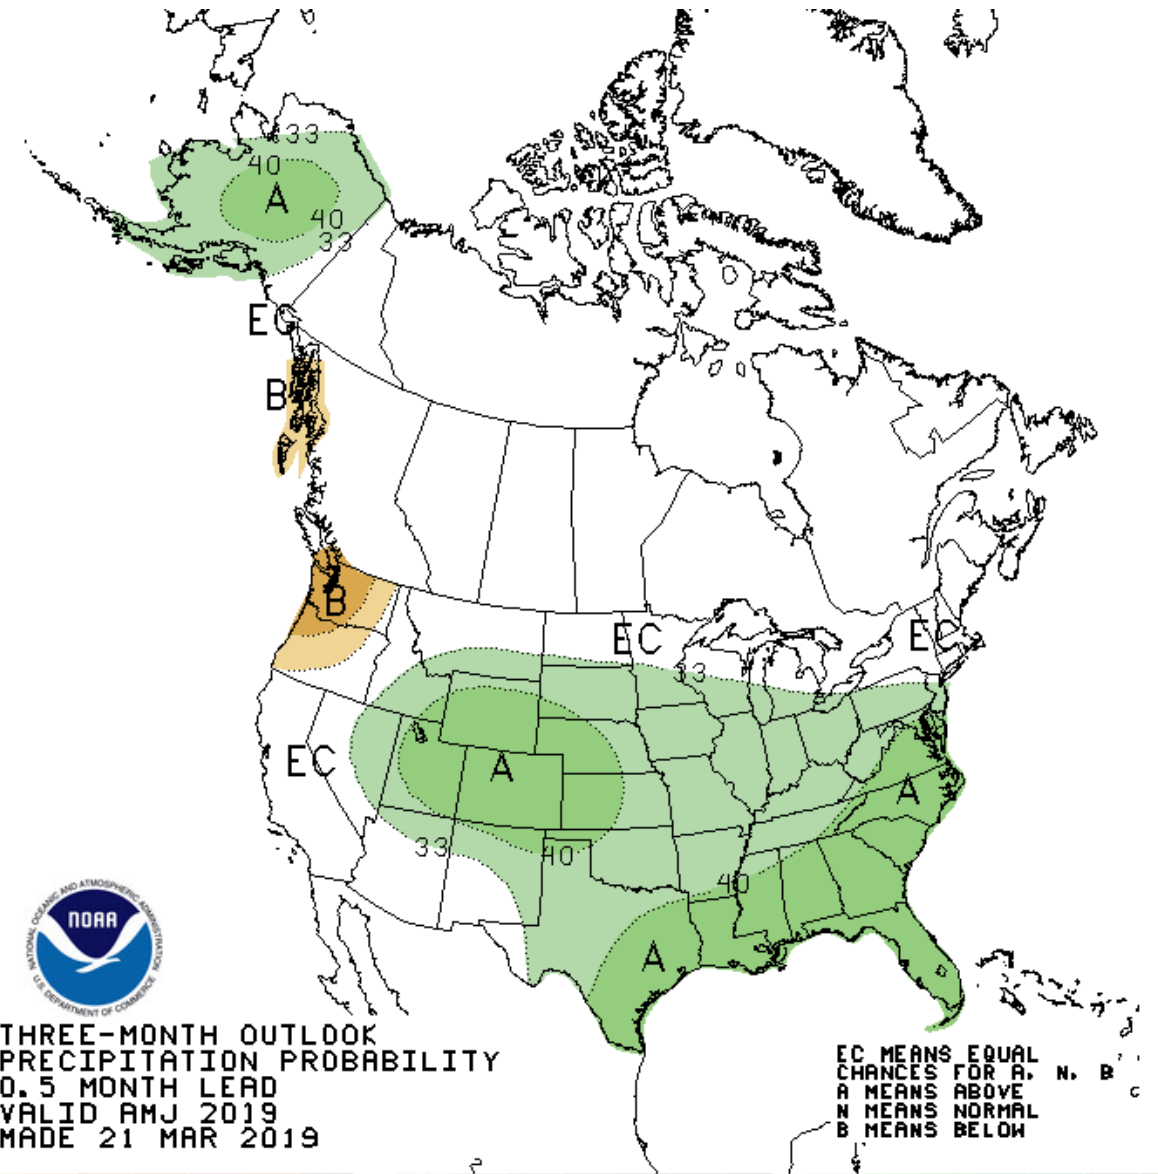 33
40
A
40
33
EC
B
B
EC
EC
33
EC
A
A
33
40
40
A
NATIONAL OCEANIC AND ATMOSPHERIC ADMINISTRATION
NOAA
U.S. DEPARTMENT OF COMMERCE
THREE-MONTH OUTLOOK
PRECIPITATION PROBABILITY
0.5 MONTH LEAD
VALID AMJ 2019
MADE 21 MAR 2019
EC MEANS EQUAL
CHANCES FOR A, N, B
A MEANS ABOVE
N MEANS NORMAL
B MEANS BELOW